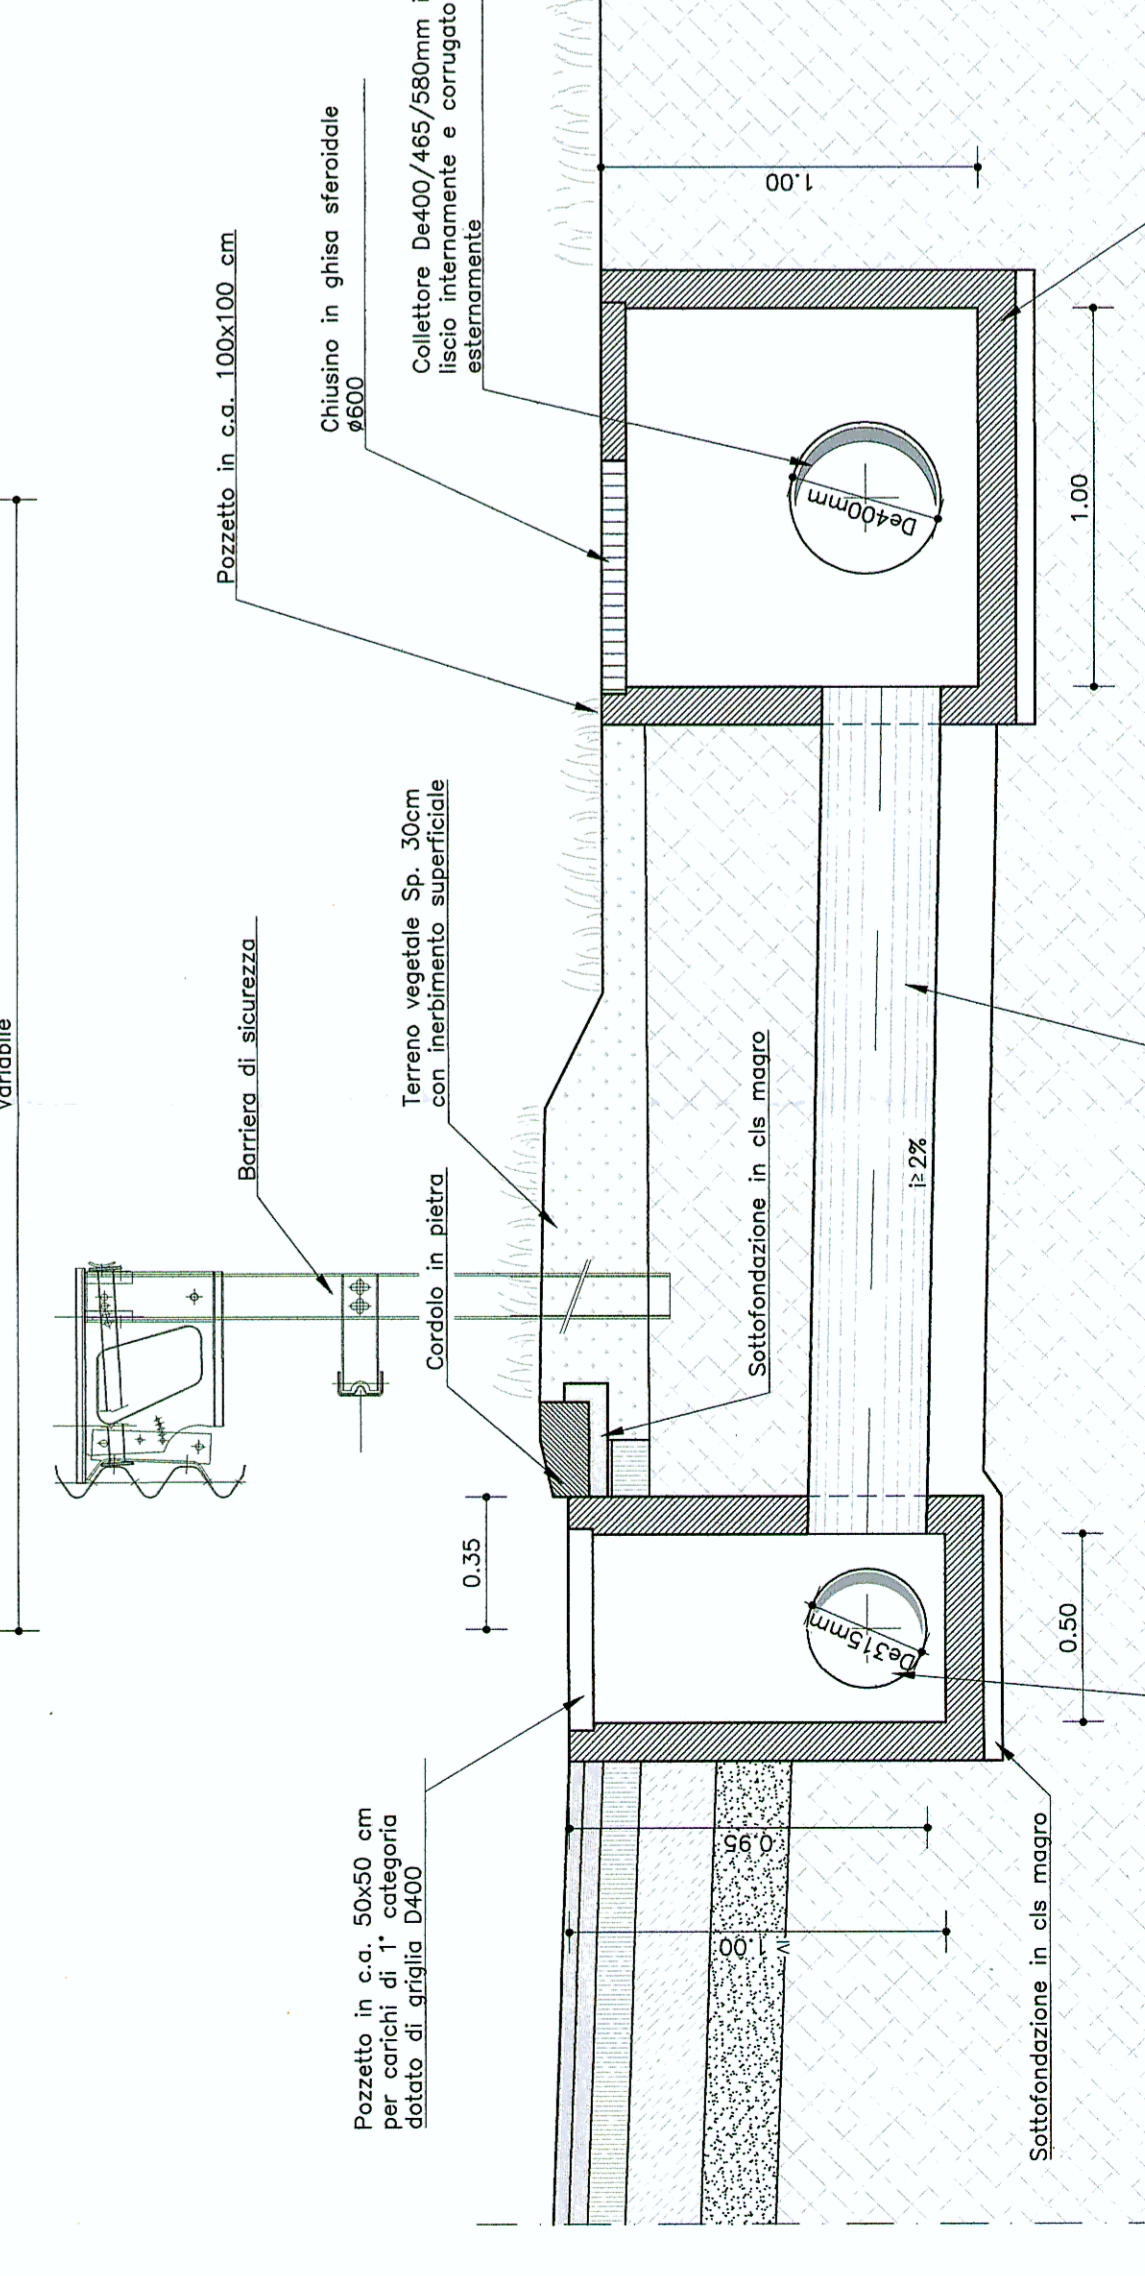 variabile
Pozzetto in c.a. 100x100 cm
Chiusino in ghisa sferoidale
ø600
Collettore De400/465/580mm
liscio internamente e corrugato
esternamente
Barriera di sicurezza
Terreno vegetale Sp. 30cm
con inerbimento superficiale
Cordolo in pietra
Sottofondazione in cls magro
Pozzetto in c.a. 50x50 cm
per carichi di 1° categoria
dotato di griglia D400
0.35
1.00
De400mm
1.00
i≥2%
De315mm
0.50
0.95
≥1.00
Sottofondazione in cls magro